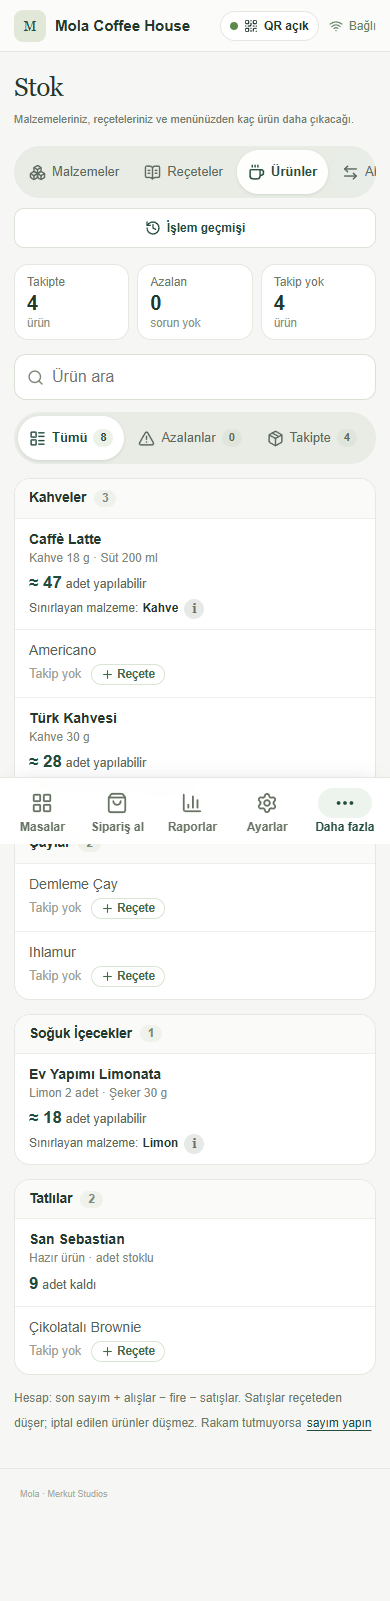 M Mola Coffee House QR açık Bağlı
Stok
Malzemeleriniz, reçeteleriniz ve menünüzden kaç ürün daha çıkacağı.
Malzemeler Reçeteler Ürünler
İşlem geçmişi
Takipte Azalan Takip yok
4 0 4
ürün sorun yok ürün
Ürün ara
Tümü 8 Azalanlar 0 Takipte 4
Kahveler 3
Caffè Latte
Kahve 18 g · Süt 200 ml
≈ 47 adet yapılabilir
Sınırlayan malzeme: Kahve i
Americano
Takip yok + Reçete
Türk Kahvesi
Kahve 30 g
≈ 28 adet yapılabilir
Masalar Sipariş al Raporlar Ayarlar Daha fazla
Çaylar 2
Demleme Çay
Takip yok + Reçete
Ihlamur
Takip yok + Reçete
Soğuk İçecekler 1
Ev Yapımı Limonata
Limon 2 adet · Şeker 30 g
≈ 18 adet yapılabilir
Sınırlayan malzeme: Limon i
Tatlılar 2
San Sebastian
Hazır ürün · adet stoklu
9 adet kaldı
Çikolatalı Brownie
Takip yok + Reçete
Hesap: son sayım + alışlar − fire − satışlar. Satışlar reçeteden
düşer; iptal edilen ürünler düşmez. Rakam tutmuyorsa sayım yapın
Mola · Merkut Studios